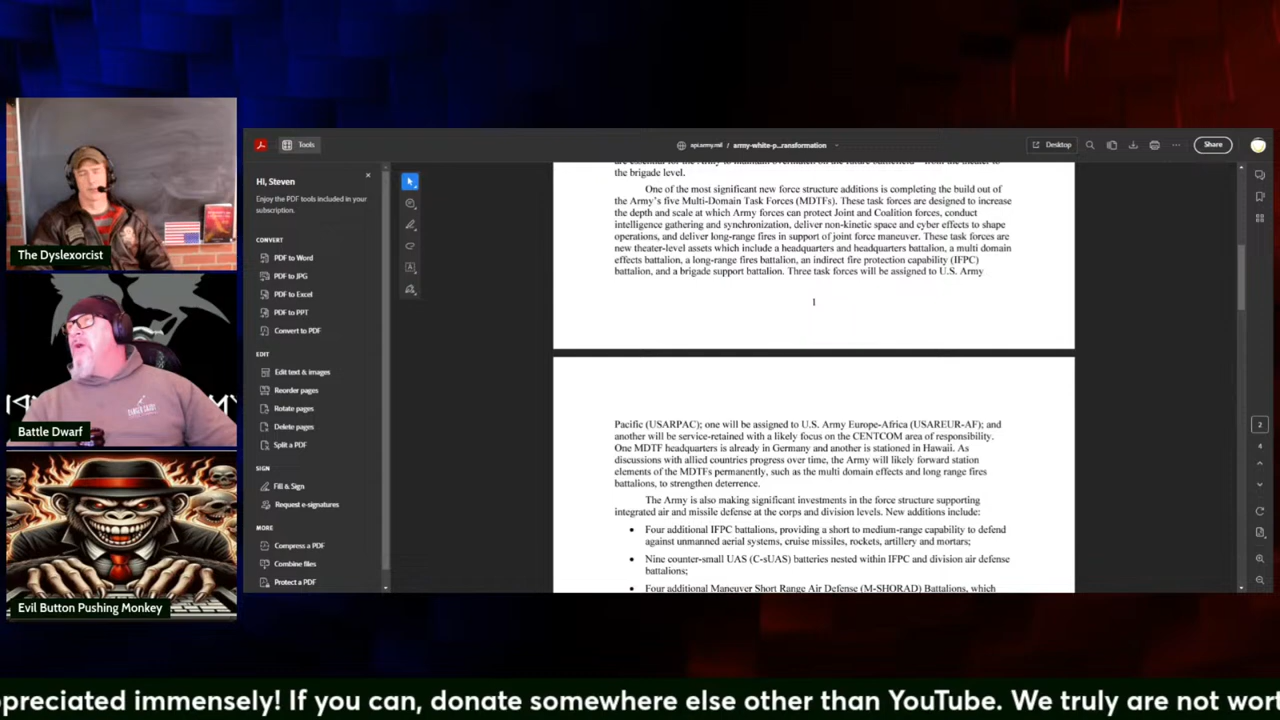 The Dyslexorcist
Battle Dwarf
Evil Button Pushing Monkey
Tools
api.army.mil / army-white-p...ransformation
Desktop
Share
Hi, Steven
Enjoy the PDF tools included in your
subscription.
CONVERT
PDF to Word
PDF to JPG
PDF to Excel
PDF to PPT
Convert to PDF
EDIT
Edit text & images
Reorder pages
Rotate pages
Delete pages
Split a PDF
SIGN
Fill & Sign
Request e-signatures
MORE
Compress a PDF
Combine files
Protect a PDF
the brigade level.
One of the most significant new force structure additions is completing the build out of
the Army's five Multi-Domain Task Forces (MDTFs). These task forces are designed to increase
the depth and scale at which Army forces can protect Joint and Coalition forces, conduct
intelligence gathering and synchronization, deliver non-kinetic space and cyber effects to shape
operations, and deliver long-range fires in support of joint force maneuver. These task forces are
new theater-level assets which include a headquarters and headquarters battalion, a multi domain
effects battalion, a long-range fires battalion, an indirect fire protection capability (IFPC)
battalion, and a brigade support battalion. Three task forces will be assigned to U.S. Army
1
Pacific (USARPAC); one will be assigned to U.S. Army Europe-Africa (USAREUR-AF); and
another will be service-retained with a likely focus on the CENTCOM area of responsibility.
One MDTF headquarters is already in Germany and another is stationed in Hawaii. As
discussions with allied countries progress over time, the Army will likely forward station
elements of the MDTFs permanently, such as the multi domain effects and long range fires
battalions, to strengthen deterrence.
The Army is also making significant investments in the force structure supporting
integrated air and missile defense at the corps and division levels. New additions include:
• Four additional IFPC battalions, providing a short to medium-range capability to defend
against unmanned aerial systems, cruise missiles, rockets, artillery and mortars;
• Nine counter-small UAS (C-sUAS) batteries nested within IFPC and division air defense
battalions;
• Four additional Maneuver Short Range Air Defense (M-SHORAD) Battalions, which
2
4
ppreciated immensely! If you can, donate somewhere else other than YouTube. We truly are not wor